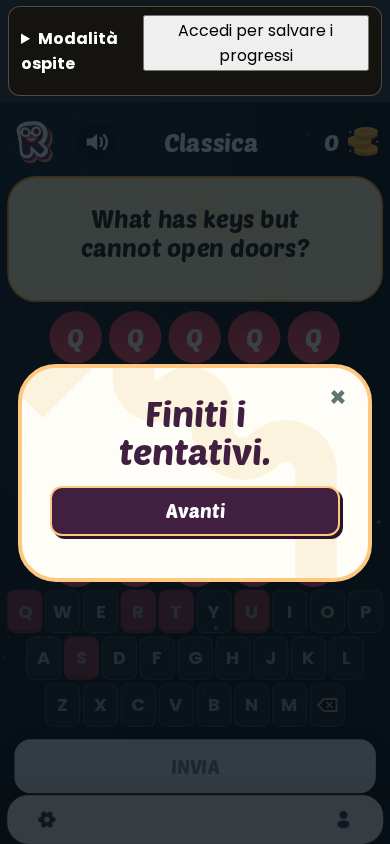 Modalità
ospite
Accedi per salvare i
progressi
R
Classica
0
What has keys but
cannot open doors?
Q Q Q Q Q
Finiti i
tentativi.
✖
Avanti
Q W E R T Y U I O P
A S D F G H J K L
Z X C V B N M
INVIA